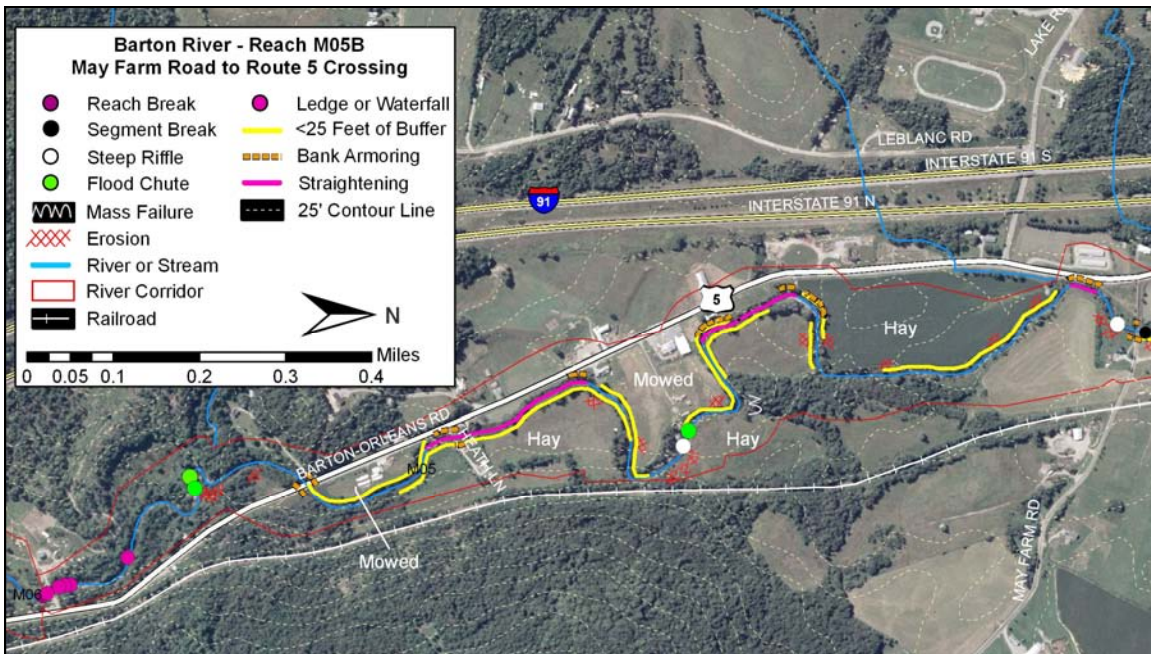 Barton River - Reach M05B
May Farm Road to Route 5 Crossing
Reach Break
Segment Break
Steep Riffle
Flood Chute
Mass Failure
Erosion
River or Stream
River Corridor
Railroad
Ledge or Waterfall
<25 Feet of Buffer
Bank Armoring
Straightening
25' Contour Line
N
Miles
0 0.05 0.1 0.2 0.3 0.4
LAKE RD
LEBLANC RD
INTERSTATE 91 S
91
INTERSTATE 91 N
5
Hay
Mowed
Hay
Hay
BARTON-ORLEANS RD
HEATH LN
M05
Mowed
MAY FARM RD
M06